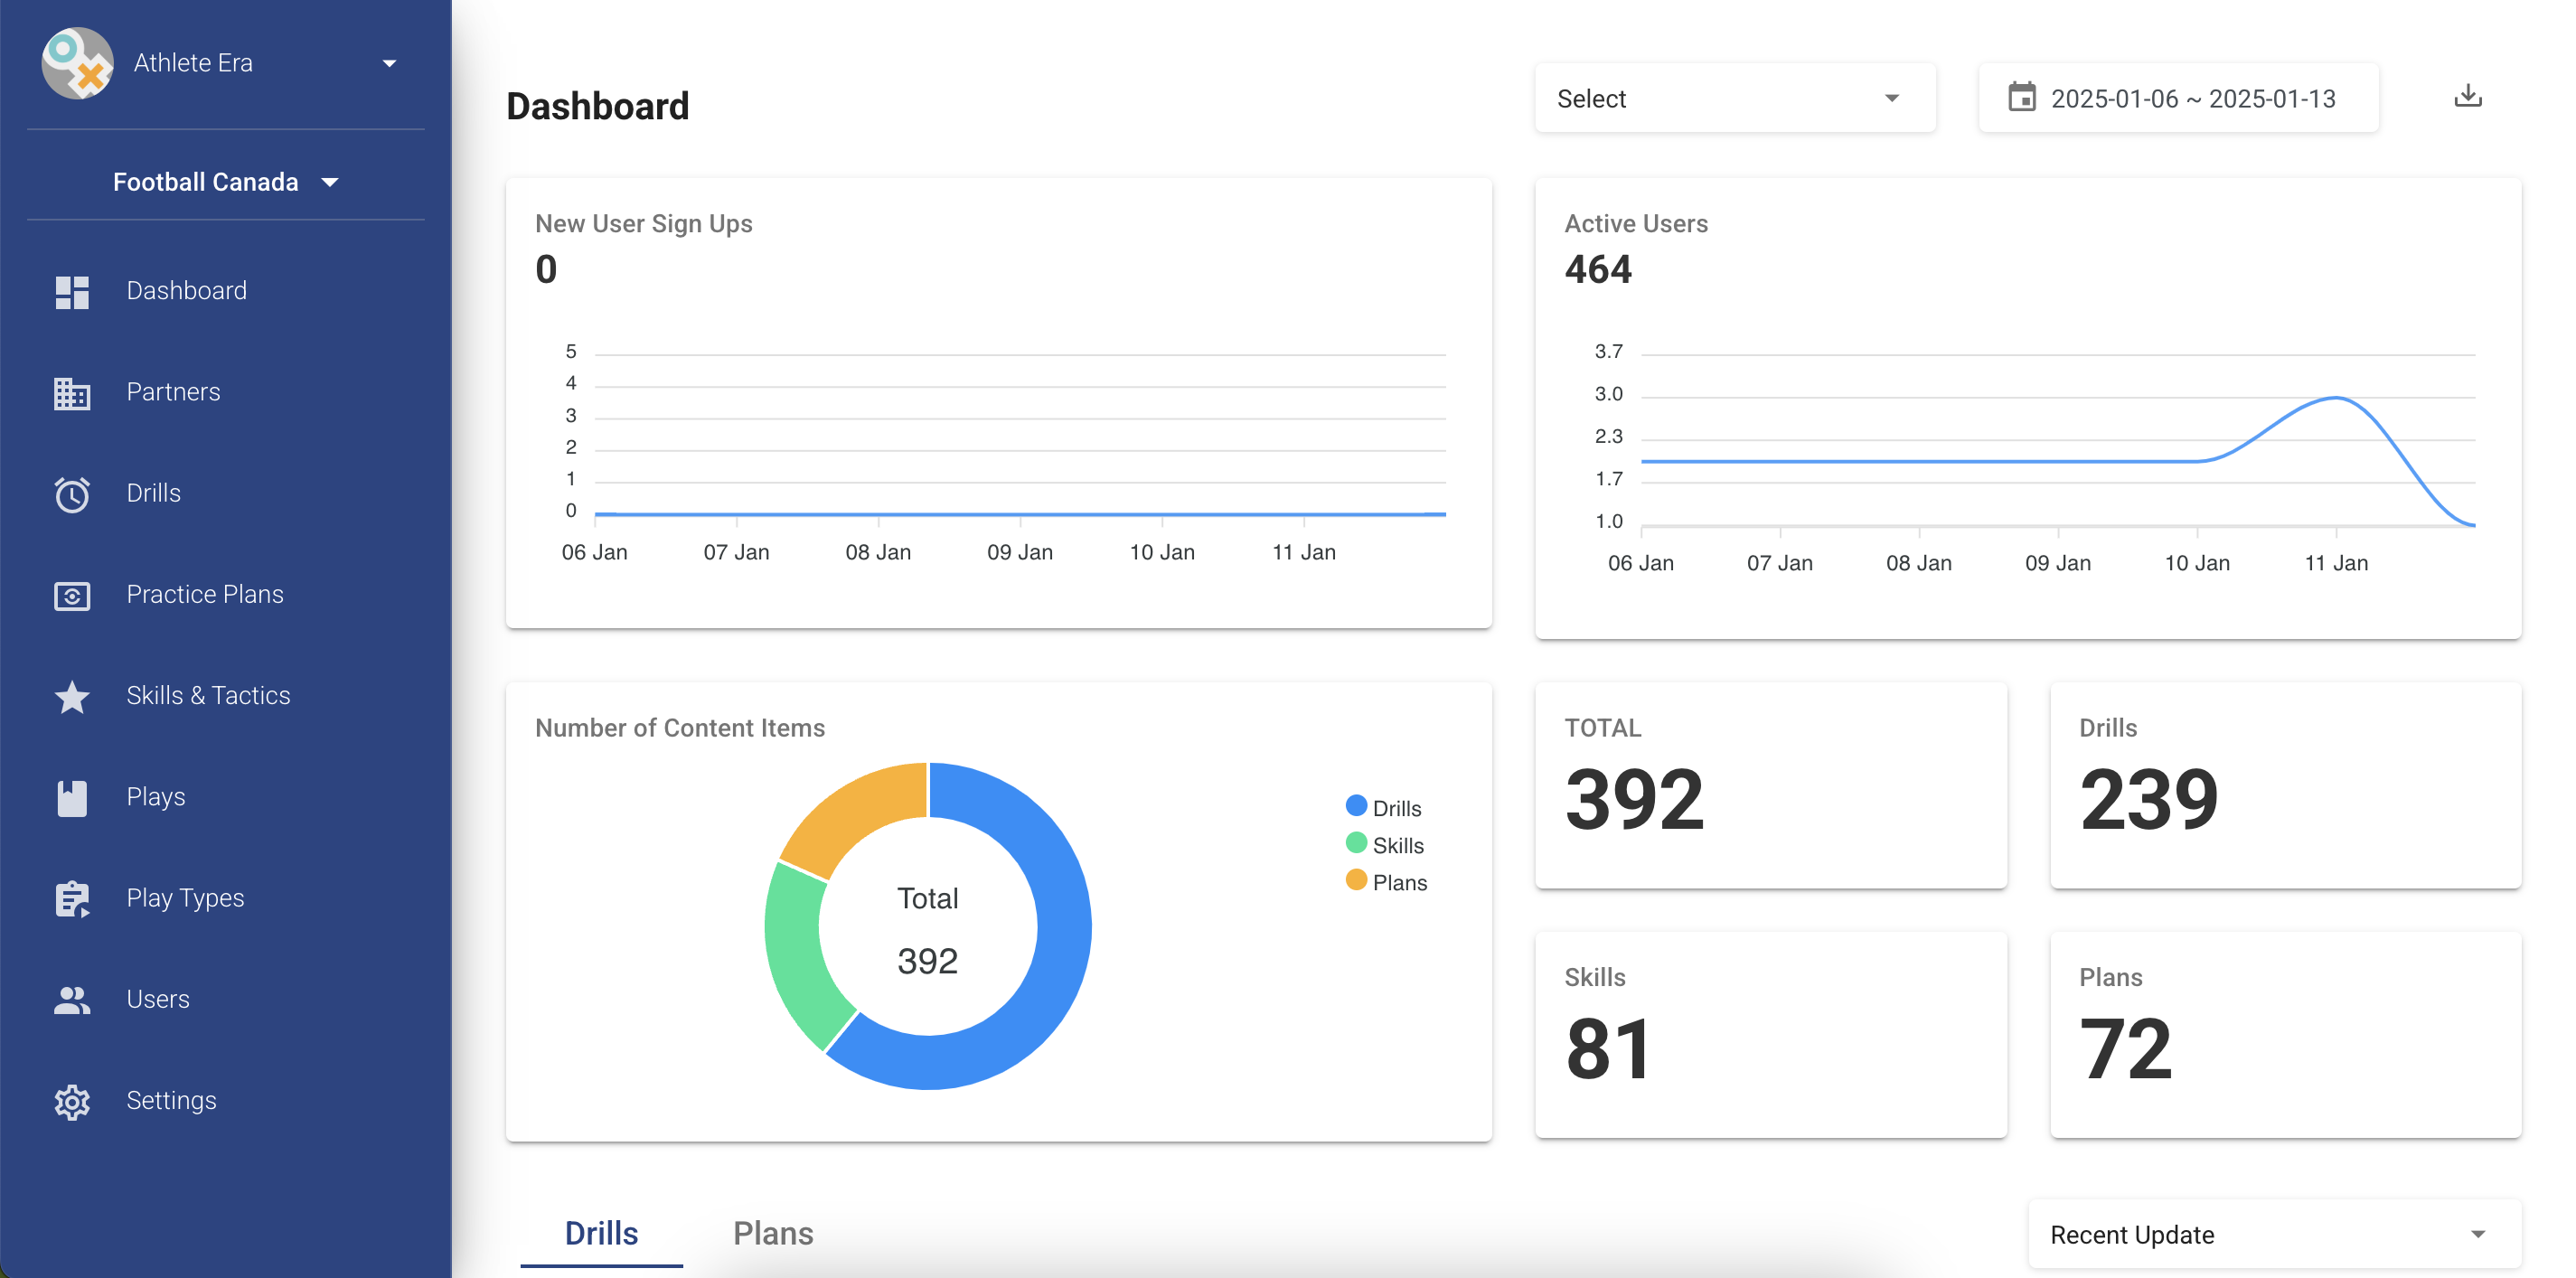 Athlete Era
Football Canada
Dashboard
Partners
Drills
Practice Plans
Skills & Tactics
Plays
Play Types
Users
Settings
Dashboard
Select
2025-01-06 ~ 2025-01-13
New User Sign Ups
0
5
4
3
2
1
0
06 Jan 07 Jan 08 Jan 09 Jan 10 Jan 11 Jan
Active Users
464
3.7
3.0
2.3
1.7
1.0
06 Jan 07 Jan 08 Jan 09 Jan 10 Jan 11 Jan
Number of Content Items
Total
392
Drills
Skills
Plans
TOTAL
392
Drills
239
Skills
81
Plans
72
Drills Plans
Recent Update